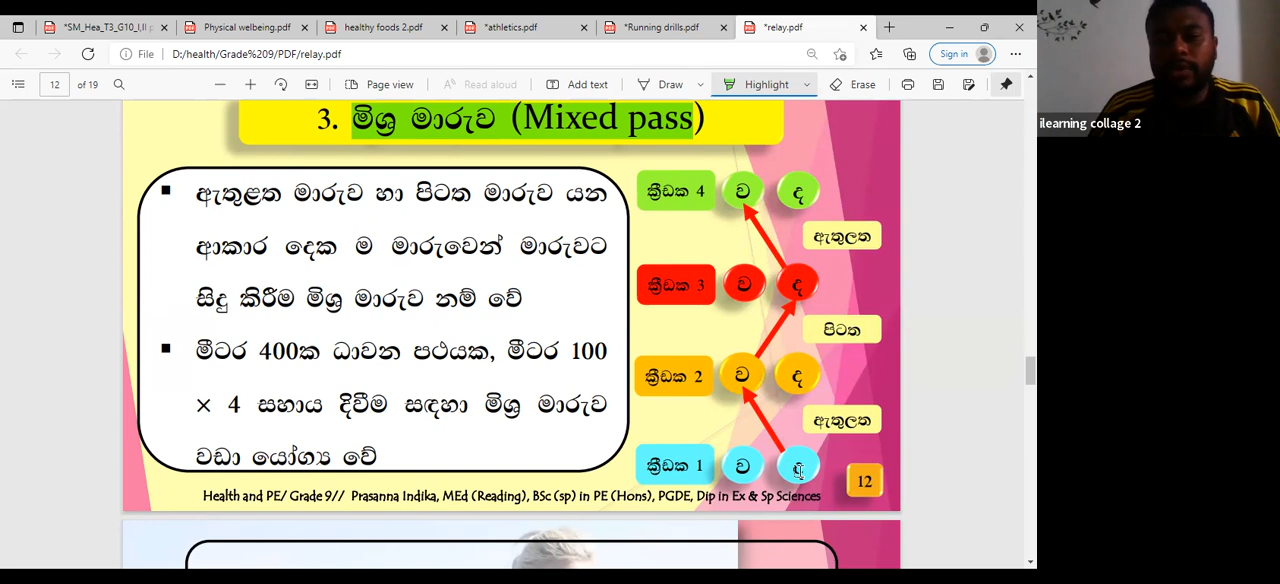 *SM_Hea_T3_G10_I,II p
Physical welbeing.pdf
healthy foods 2.pdf
*athletics.pdf
*Running drills.pdf
*relay.pdf
File
D:/health/Grade%209/PDF/relay.pdf
Sign in
12 of 19
Page view
Read aloud
Add text
Draw
Highlight
Erase
3. මිශ්‍ර මාරුව (Mixed pass)
▪ ඇතුළත මාරුව හා පිටත මාරුව යන
ආකාර දෙක ම මාරුවෙන් මාරුවට
සිදු කිරීම මිශ්‍ර මාරුව නම් වේ
▪ මීටර 400ක ධාවන පථයක, මීටර 100
× 4 සහාය දිවීම සඳහා මිශ්‍ර මාරුව
වඩා යෝග්‍ය වේ
ක්‍රීඩක 4 ව ද
ඇතුලත
ක්‍රීඩක 3 ව ද
පිටත
ක්‍රීඩක 2 ව ද
ඇතුලත
ක්‍රීඩක 1 ව ද
12
Health and PE/ Grade 9// Prasanna Indika, MEd (Reading), BSc (sp) in PE (Hons), PGDE, Dip in Ex & Sp Sciences
ilearning collage 2